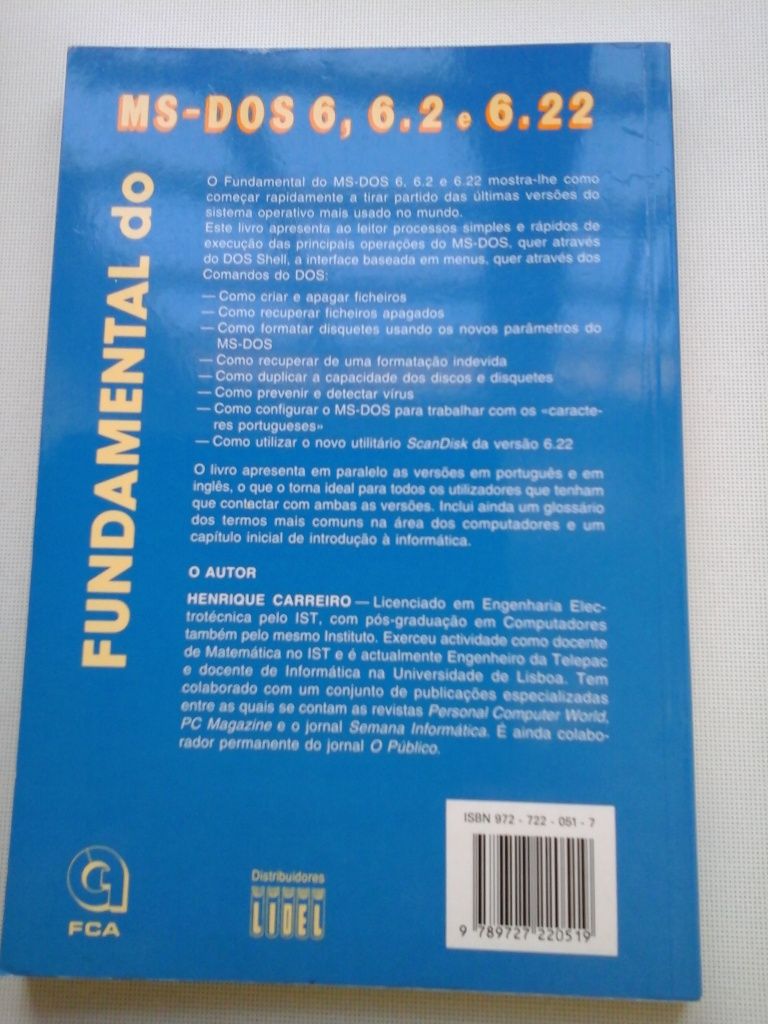 MS-DOS 6, 6.2 e 6.22
FUNDAMENTAL do
O Fundamental do MS-DOS 6, 6.2 e 6.22 mostra-lhe como
começar rapidamente a tirar partido das últimas versões do
sistema operativo mais usado no mundo.
Este livro apresenta ao leitor processos simples e rápidos de
execução das principais operações do MS-DOS, quer através
do DOS Shell, a interface baseada em menus, quer através dos
Comandos do DOS:
— Como criar e apagar ficheiros
— Como recuperar ficheiros apagados
— Como formatar disquetes usando os novos parâmetros do
MS-DOS
— Como recuperar de uma formatação indevida
— Como duplicar a capacidade dos discos e disquetes
— Como prevenir e detectar vírus
— Como configurar o MS-DOS para trabalhar com os «caracte-
res portugueses»
— Como utilizar o novo utilitário ScanDisk da versão 6.22
O livro apresenta em paralelo as versões em português e em
inglês, o que o torna ideal para todos os utilizadores que tenham
que contactar com ambas as versões. Inclui ainda um glossário
dos termos mais comuns na área dos computadores e um
capítulo inicial de introdução à informática.
O AUTOR
HENRIQUE CARREIRO — Licenciado em Engenharia Elec-
trotécnica pelo IST, com pós-graduação em Computadores
também pelo mesmo Instituto. Exerceu actividade como docente
de Matemática no IST e é actualmente Engenheiro da Telepac
e docente de Informática na Universidade de Lisboa. Tem
colaborado com um conjunto de publicações especializadas
entre as quais se contam as revistas Personal Computer World,
PC Magazine e o jornal Semana Informática. É ainda colabo-
rador permanente do jornal O Público.
ISBN 972 - 722 - 051 - 7
9 789727 220519
Distribuidores
LIDEL
FCA